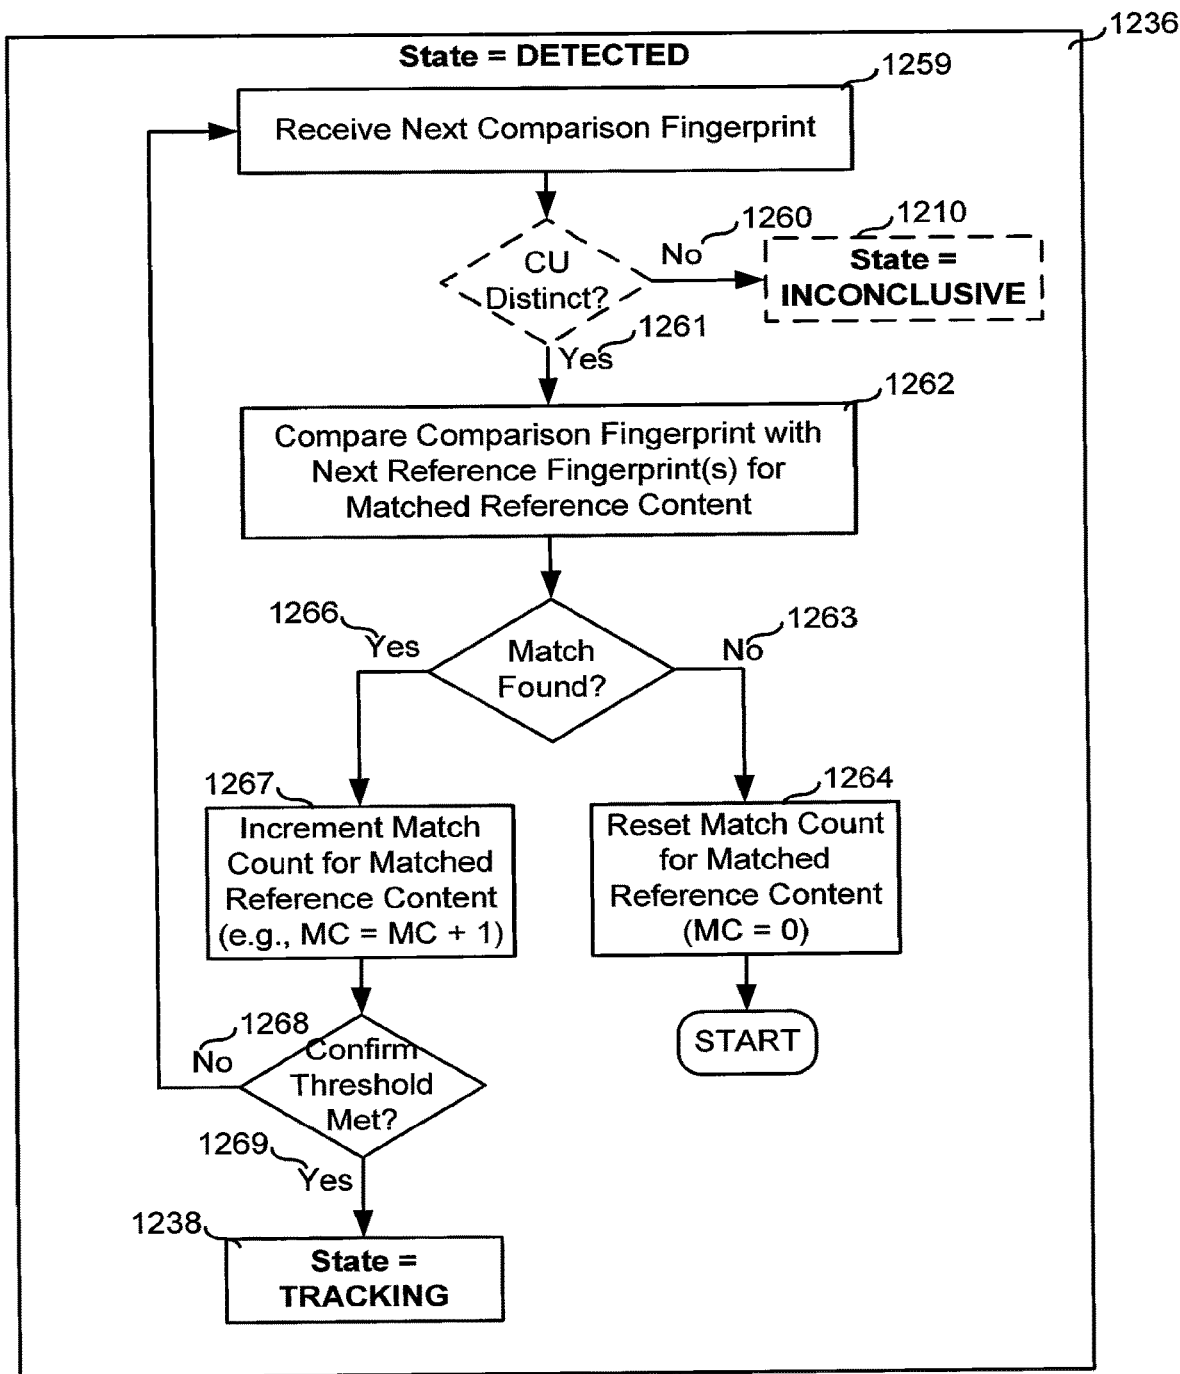 1236
State = DETECTED
1259
Receive Next Comparison Fingerprint
1260
No
1210
State =
INCONCLUSIVE
CU
Distinct?
1261
Yes
1262
Compare Comparison Fingerprint with
Next Reference Fingerprint(s) for
Matched Reference Content
1266
Yes
1263
No
Match
Found?
1267
Increment Match
Count for Matched
Reference Content
(e.g., MC = MC + 1)
1264
Reset Match Count
for Matched
Reference Content
(MC = 0)
START
1268
No
Confirm
Threshold
Met?
1269
Yes
1238
State =
TRACKING